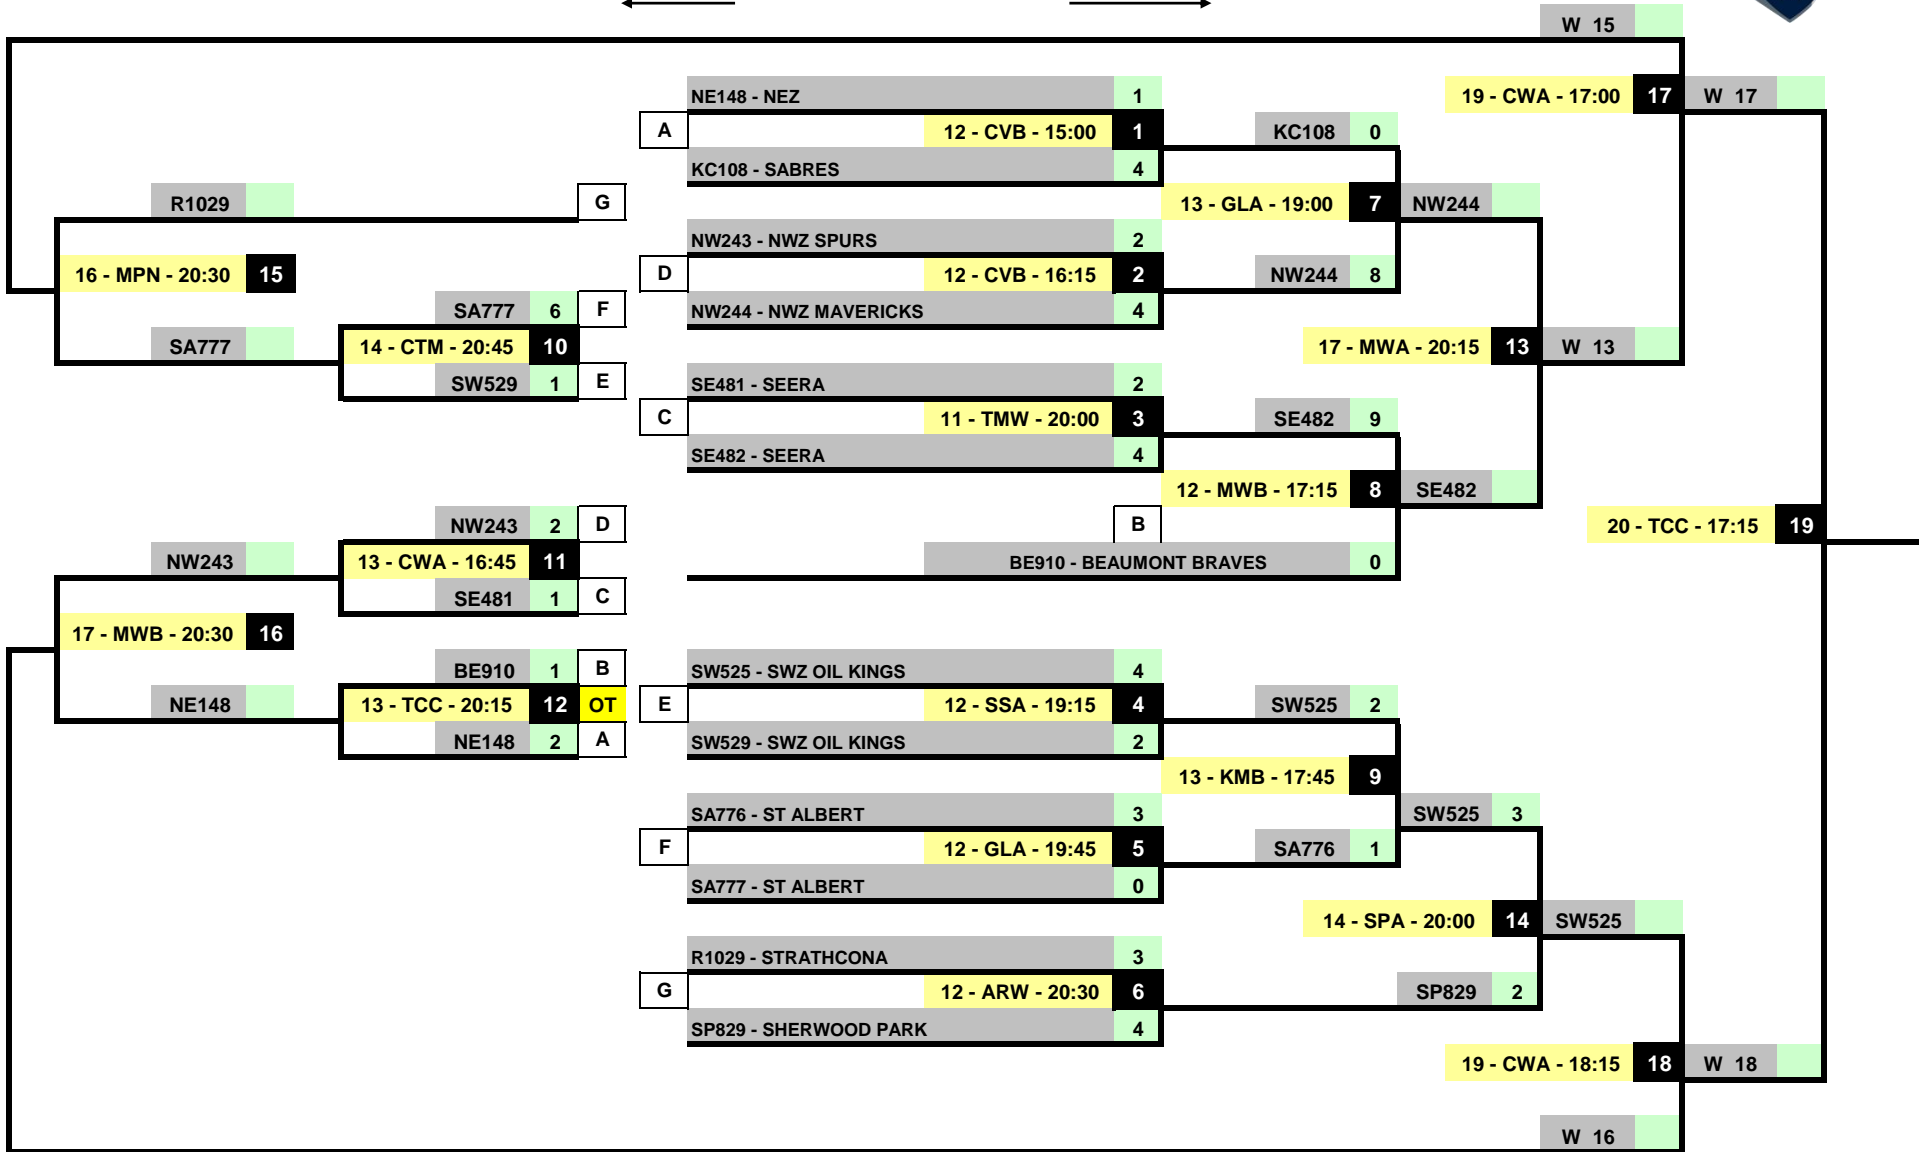 W 15
NE148 - NEZ 1
19 - CWA - 17:00 17 W 17
A 12 - CVB - 15:00 1 KC108 0
KC108 - SABRES 4
R1029 G 13 - GLA - 19:00 7 NW244
NW243 - NWZ SPURS 2
16 - MPN - 20:30 15 D 12 - CVB - 16:15 2 NW244 8
SA777 6 F NW244 - NWZ MAVERICKS 4
SA777 14 - CTM - 20:45 10 17 - MWA - 20:15 13 W 13
SW529 1 E SE481 - SEERA 2
C 11 - TMW - 20:00 3 SE482 9
SE482 - SEERA 4
12 - MWB - 17:15 8 SE482
NW243 2 D B 20 - TCC - 17:15 19
NW243 13 - CWA - 16:45 11 BE910 - BEAUMONT BRAVES 0
SE481 1 C
17 - MWB - 20:30 16
BE910 1 B SW525 - SWZ OIL KINGS 4
NE148 13 - TCC - 20:15 12 OT E 12 - SSA - 19:15 4 SW525 2
NE148 2 A SW529 - SWZ OIL KINGS 2
13 - KMB - 17:45 9
SA776 - ST ALBERT 3 SW525 3
F 12 - GLA - 19:45 5 SA776 1
SA777 - ST ALBERT 0
14 - SPA - 20:00 14 SW525
R1029 - STRATHCONA 3
G 12 - ARW - 20:30 6 SP829 2
SP829 - SHERWOOD PARK 4
19 - CWA - 18:15 18 W 18
W 16